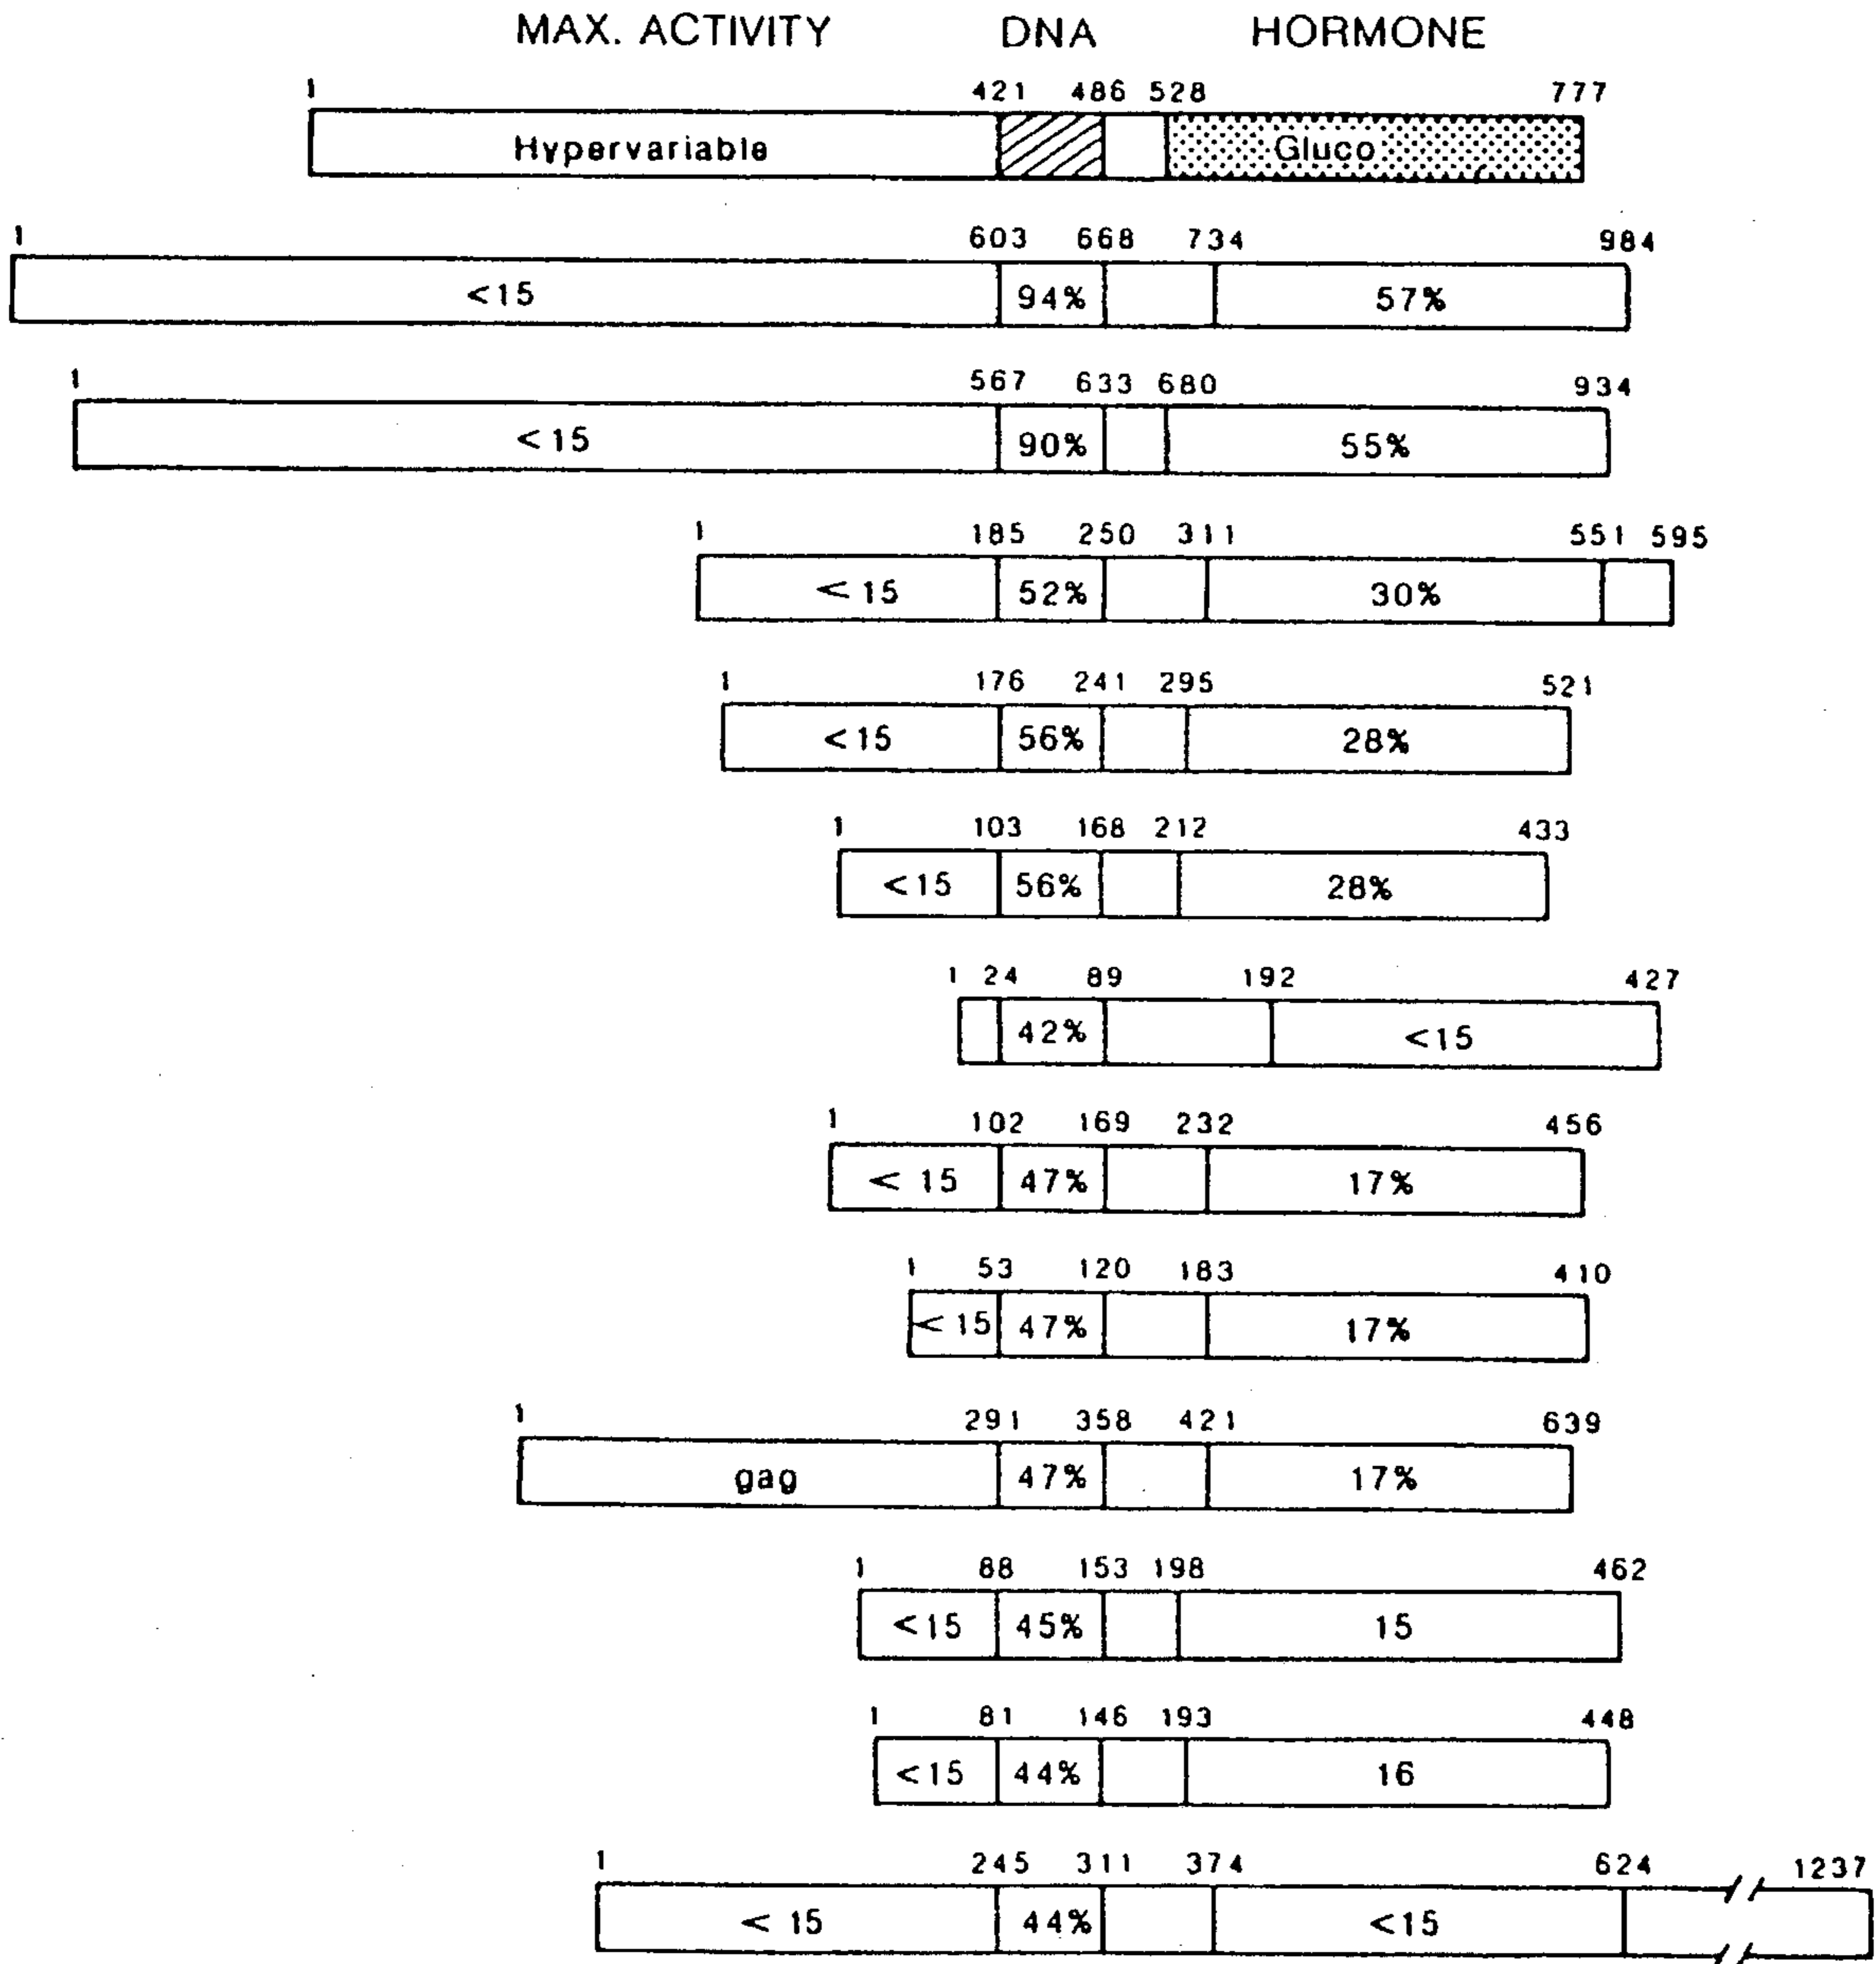 MAX. ACTIVITY DNA HORMONE
1 421 486 528 777
Hypervariable Gluco
1 603 668 734 984
<15 94% 57%
1 567 633 680 934
<15 90% 55%
1 185 250 311 551 595
<15 52% 30%
1 176 241 295 521
<15 56% 28%
1 103 168 212 433
<15 56% 28%
1 24 89 192 427
42% <15
1 102 169 232 456
< 15 47% 17%
1 53 120 183 410
< 15 47% 17%
1 291 358 421 639
gag 47% 17%
1 88 153 198 462
<15 45% 15
1 81 146 193 448
<15 44% 16
1 245 311 374 624 1237
< 15 44% <15